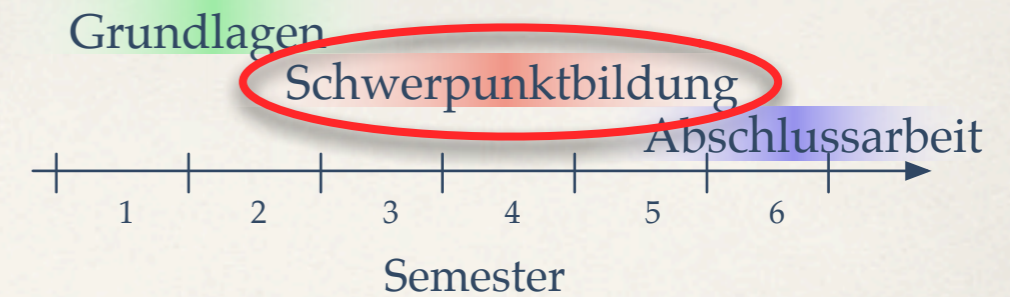 Grundlagen
Schwerpunktbildung
Abschlussarbeit
1 2 3 4 5 6
Semester